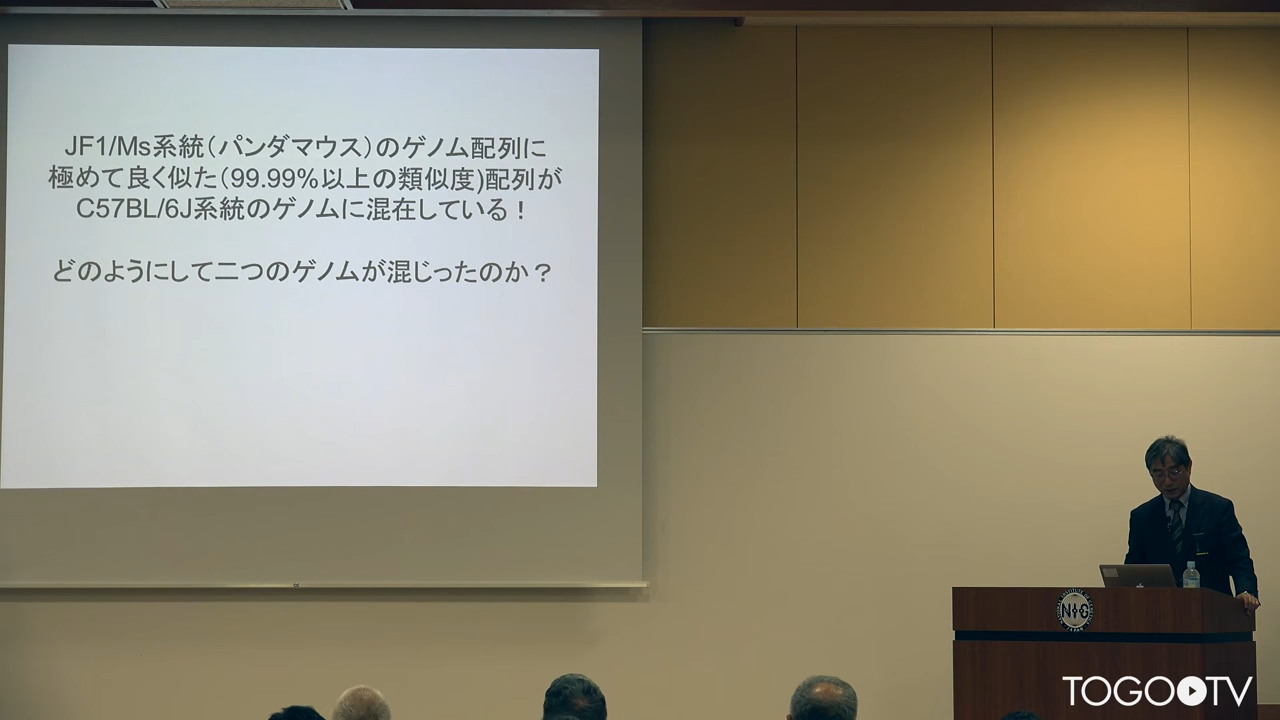 JF1/Ms系統（パンダマウス）のゲノム配列に
極めて良く似た（99.99%以上の類似度)配列が
C57BL/6J系統のゲノムに混在している！
どのようにして二つのゲノムが混じったのか？
NIG
JAPAN
TOGOTV